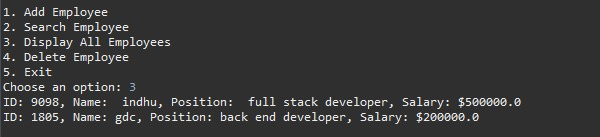 1. Add Employee
2. Search Employee
3. Display All Employees
4. Delete Employee
5. Exit
Choose an option: 3
ID: 9098, Name:  indhu, Position:  full stack developer, Salary: $500000.0
ID: 1805, Name: gdc, Position: back end developer, Salary: $200000.0